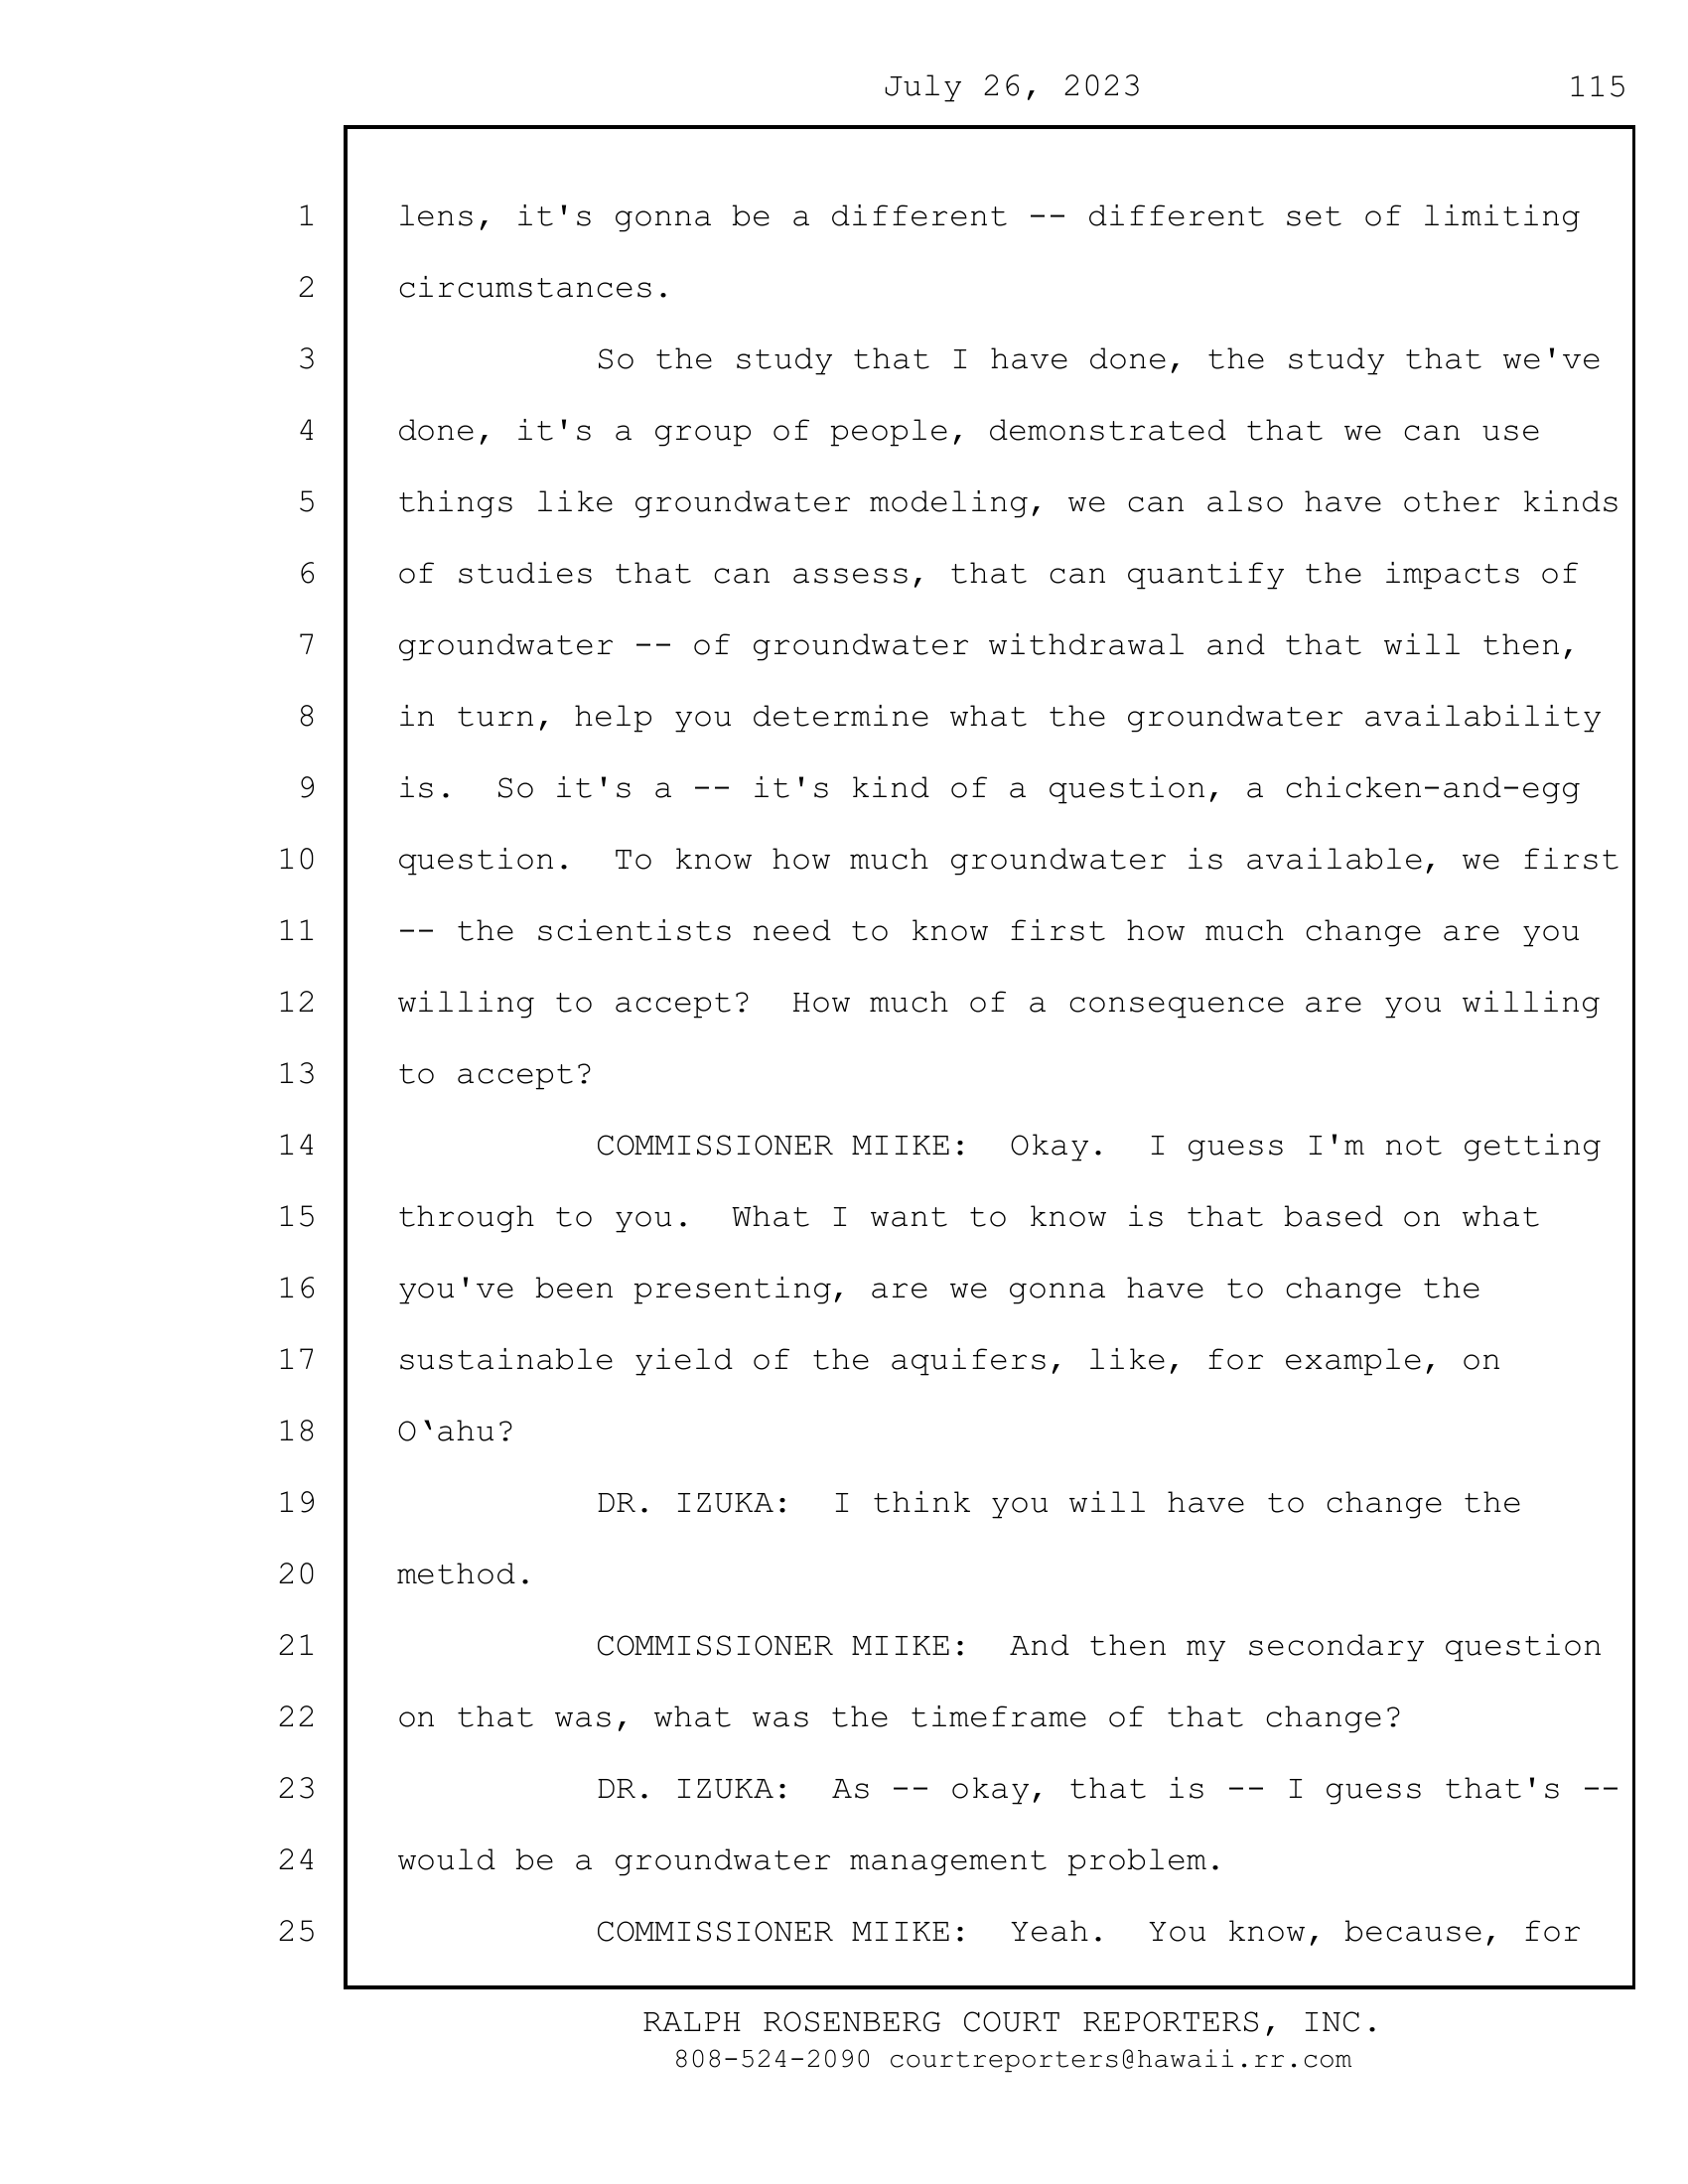 July 26, 2023 115
1 lens, it's gonna be a different -- different set of limiting
2 circumstances.
3 So the study that I have done, the study that we've
4 done, it's a group of people, demonstrated that we can use
5 things like groundwater modeling, we can also have other kinds
6 of studies that can assess, that can quantify the impacts of
7 groundwater -- of groundwater withdrawal and that will then,
8 in turn, help you determine what the groundwater availability
9 is.  So it's a -- it's kind of a question, a chicken-and-egg
10 question.  To know how much groundwater is available, we first
11 -- the scientists need to know first how much change are you
12 willing to accept?  How much of a consequence are you willing
13 to accept?
14 COMMISSIONER MIIKE:  Okay.  I guess I'm not getting
15 through to you.  What I want to know is that based on what
16 you've been presenting, are we gonna have to change the
17 sustainable yield of the aquifers, like, for example, on
18 O‘ahu?
19 DR. IZUKA:  I think you will have to change the
20 method.
21 COMMISSIONER MIIKE:  And then my secondary question
22 on that was, what was the timeframe of that change?
23 DR. IZUKA:  As -- okay, that is -- I guess that's --
24 would be a groundwater management problem.
25 COMMISSIONER MIIKE:  Yeah.  You know, because, for
RALPH ROSENBERG COURT REPORTERS, INC.
808-524-2090 courtreporters@hawaii.rr.com